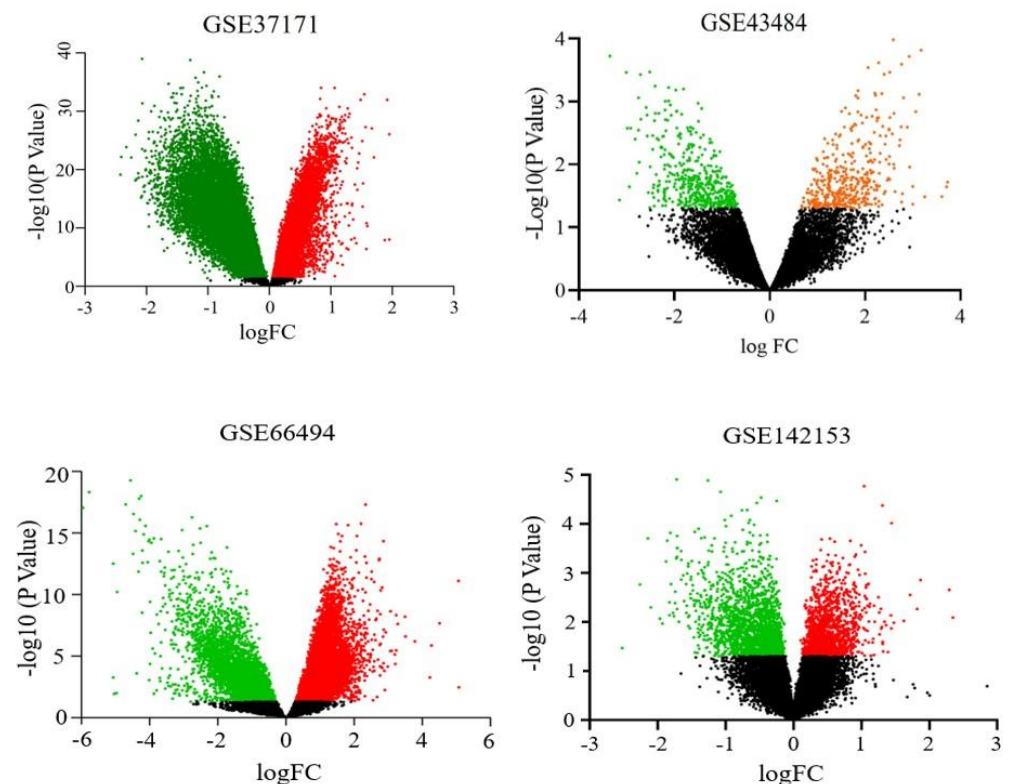 GSE37171
-log10(P Value)
40
30
20
10
0
-3 -2 -1 0 1 2 3
logFC
GSE43484
-Log10(P Value)
4
3
2
1
0
-4 -2 0 2 4
log FC
GSE66494
-log10 (P Value)
20
15
10
5
0
-6 -4 -2 0 2 4 6
logFC
GSE142153
-log10 (P Value)
5
4
3
2
1
0
-3 -2 -1 0 1 2 3
logFC